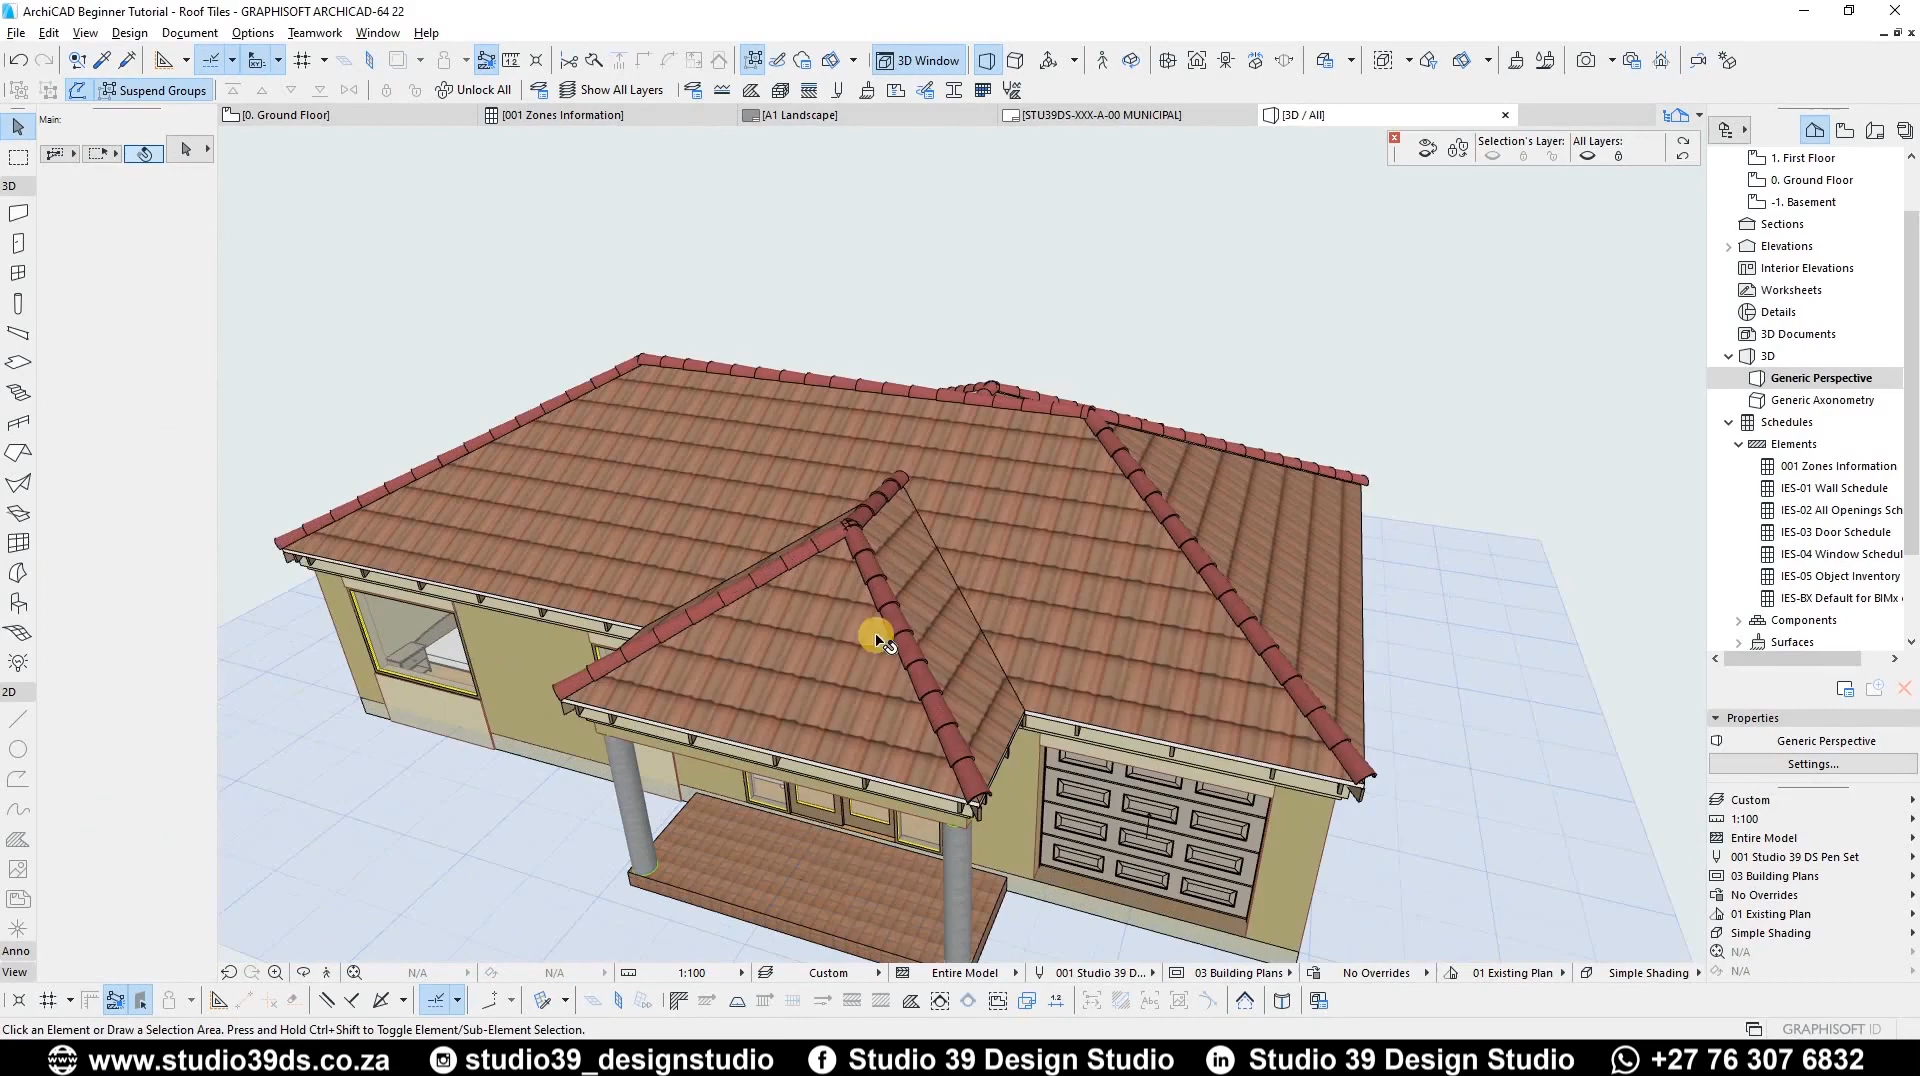 ArchiCAD Beginner Tutorial - Roof Tiles - GRAPHISOFT ARCHICAD-64 22
File Edit View Design Document Options Teamwork Window Help
3D Window
Suspend Groups Unlock All Show All Layers
Main:
[0. Ground Floor] [001 Zones Information] [A1 Landscape] [STU39DS-XXX-A-00 MUNICIPAL] [3D / All]
Selection's Layer: All Layers:
3D
2D
Anno
View
1. First Floor
0. Ground Floor
-1. Basement
Sections
Elevations
Interior Elevations
Worksheets
Details
3D Documents
3D
Generic Perspective
Generic Axonometry
Schedules
Elements
001 Zones Information
IES-01 Wall Schedule
IES-02 All Openings Sch
IES-03 Door Schedule
IES-04 Window Schedul
IES-05 Object Inventory
IES-BX Default for BIMx
Components
Surfaces
Properties
Generic Perspective
Settings...
Custom
1:100
Entire Model
001 Studio 39 DS Pen Set
03 Building Plans
No Overrides
01 Existing Plan
Simple Shading
N/A
N/A
N/A N/A 1:100 Custom Entire Model 001 Studio 39 D... 03 Building Plans No Overrides 01 Existing Plan Simple Shading
Click an Element or Draw a Selection Area. Press and Hold Ctrl+Shift to Toggle Element/Sub-Element Selection.
GRAPHISOFT ID
www.studio39ds.co.za studio39_designstudio Studio 39 Design Studio Studio 39 Design Studio +27 76 307 6832